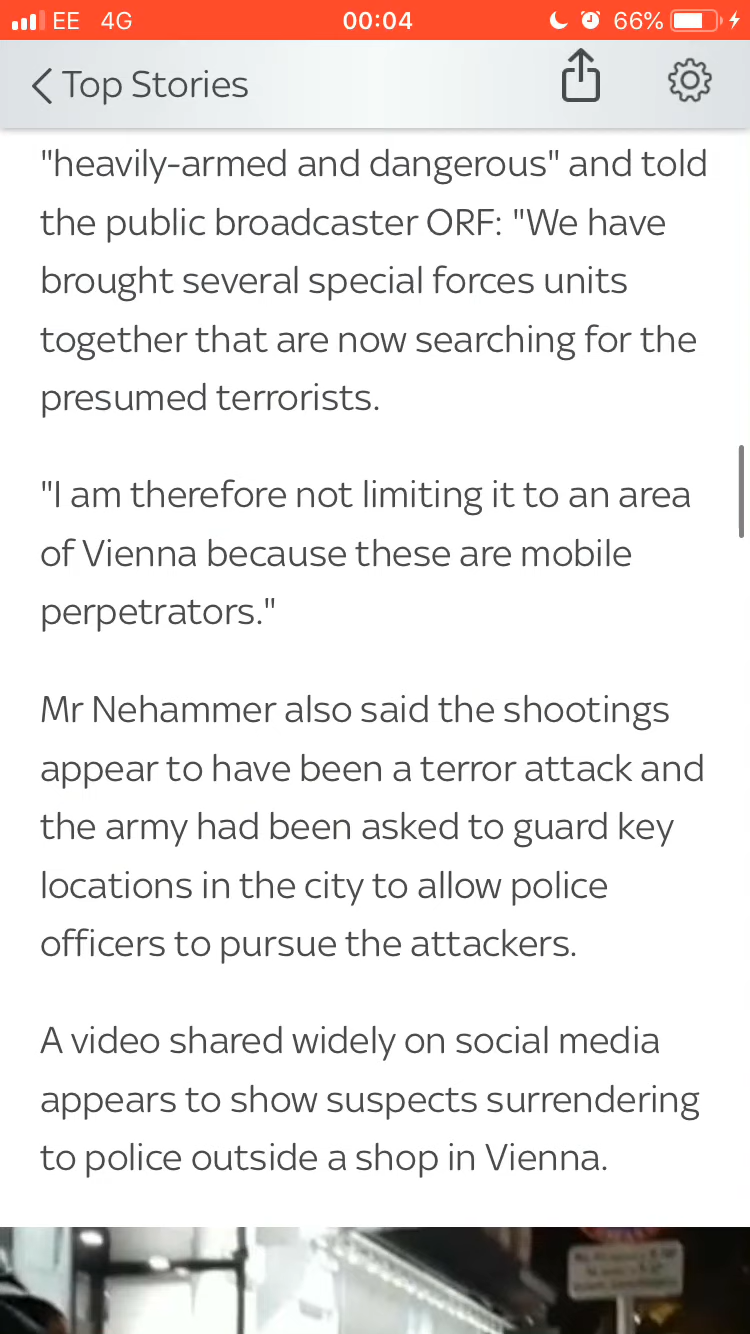 EE 4G 00:04 66%
Top Stories
"heavily-armed and dangerous" and told
the public broadcaster ORF: "We have
brought several special forces units
together that are now searching for the
presumed terrorists.
"I am therefore not limiting it to an area
of Vienna because these are mobile
perpetrators."
Mr Nehammer also said the shootings
appear to have been a terror attack and
the army had been asked to guard key
locations in the city to allow police
officers to pursue the attackers.
A video shared widely on social media
appears to show suspects surrendering
to police outside a shop in Vienna.